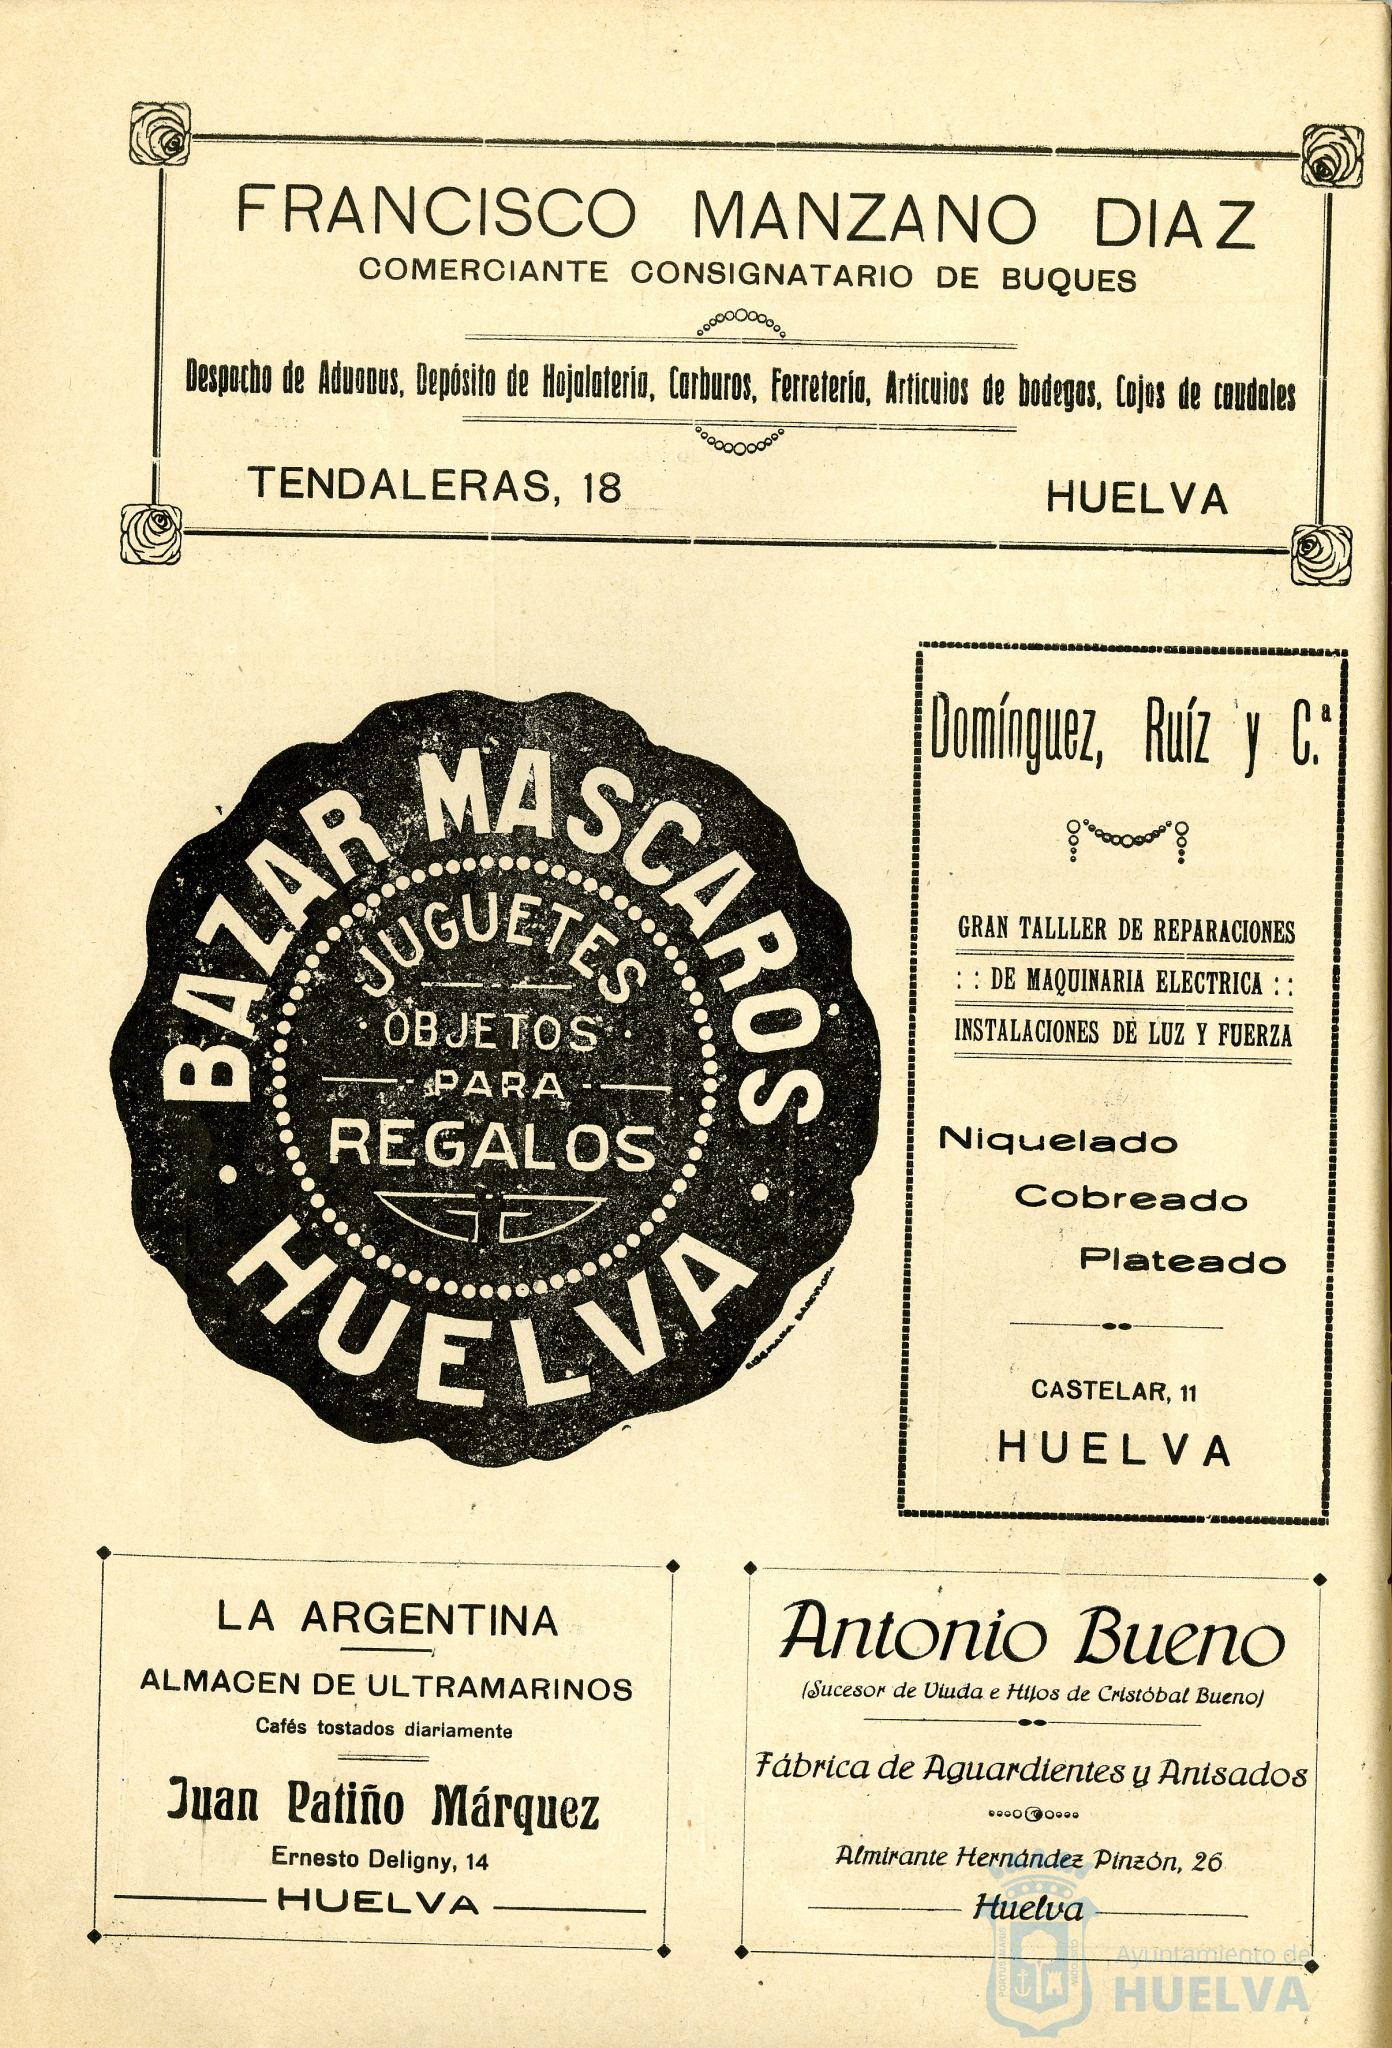 FRANCISCO MANZANO DIAZ
COMERCIANTE CONSIGNATARIO DE BUQUES
Despacho de Aduanas, Depósito de Hojalatería, Carburos, Ferretería, Artículos de bodegas, Cajas de caudales
TENDALERAS, 18 HUELVA
BAZAR MASCAROS
JUGUETES
OBJETOS
PARA
REGALOS
HUELVA
Domínguez, Ruíz y C.ª
GRAN TALLLER DE REPARACIONES
: : DE MAQUINARIA ELECTRICA : :
INSTALACIONES DE LUZ Y FUERZA
Niquelado
Cobreado
Plateado
CASTELAR, 11
HUELVA
LA ARGENTINA
ALMACEN DE ULTRAMARINOS
Cafés tostados diariamente
Juan Patiño Márquez
Ernesto Deligny, 14
HUELVA
Antonio Bueno
(Sucesor de Viuda e Hijos de Cristóbal Bueno)
Fábrica de Aguardientes y Anisados
Almirante Hernández Pinzón, 26
Huelva
Ayuntamiento de
HUELVA